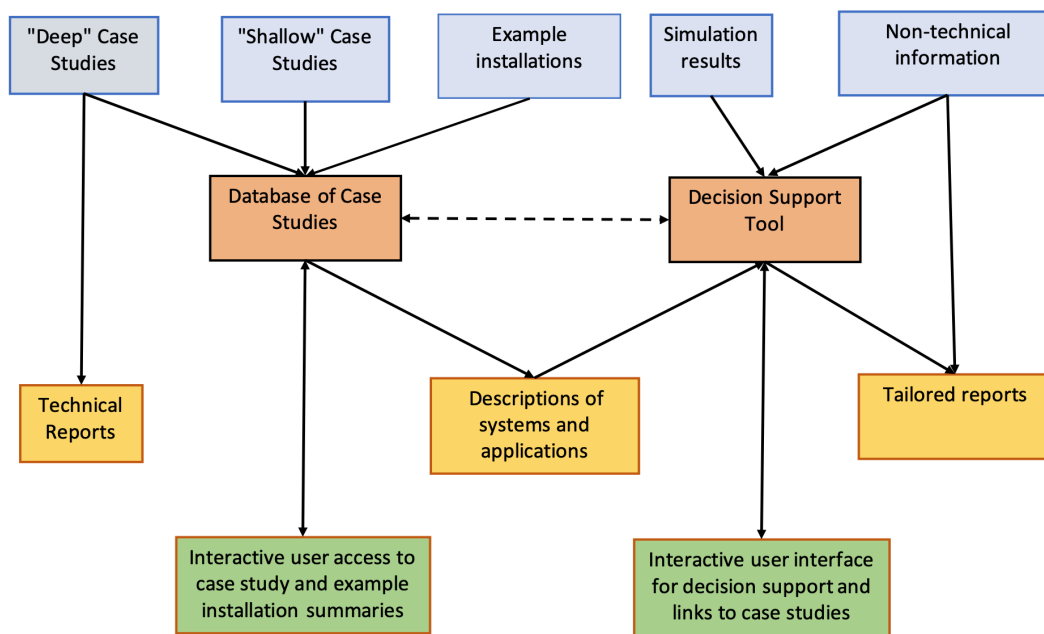 "Deep" Case
Studies
"Shallow" Case
Studies
Example
installations
Simulation
results
Non-technical
information
Database of Case
Studies
Decision Support
Tool
Technical
Reports
Descriptions of
systems and
applications
Tailored reports
Interactive user access to
case study and example
installation summaries
Interactive user interface
for decision support and
links to case studies